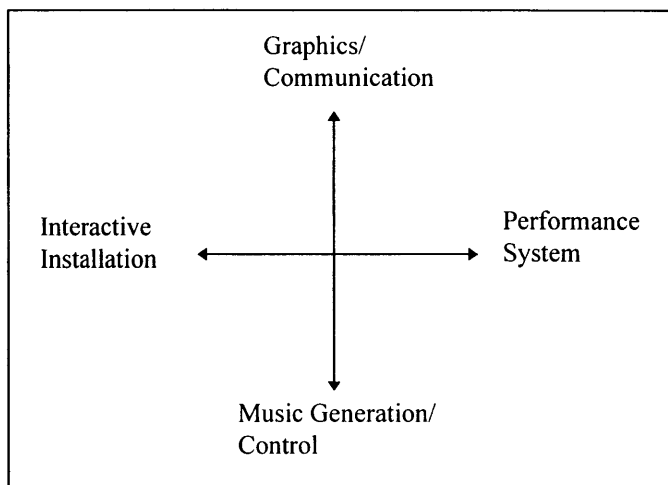 Graphics/
Communication
Interactive
Installation
Performance
System
Music Generation/
Control